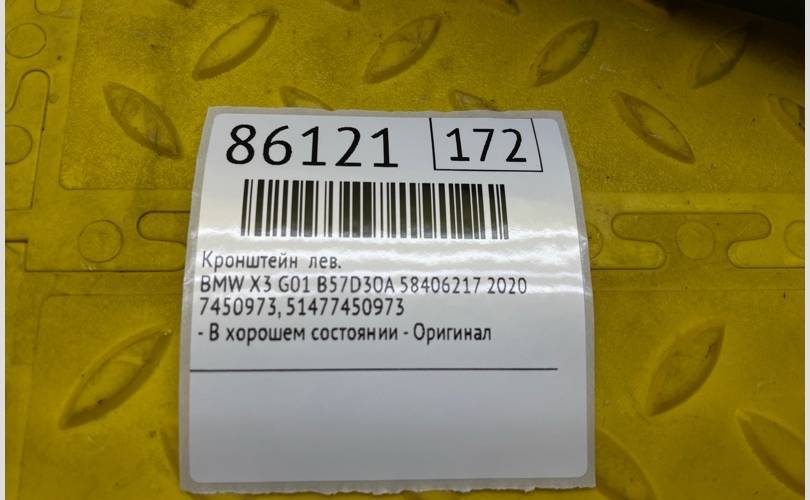 86121 172
Кронштейн лев.
BMW X3 G01 B57D30A 58406217 2020
7450973, 51477450973
- В хорошем состоянии - Оригинал